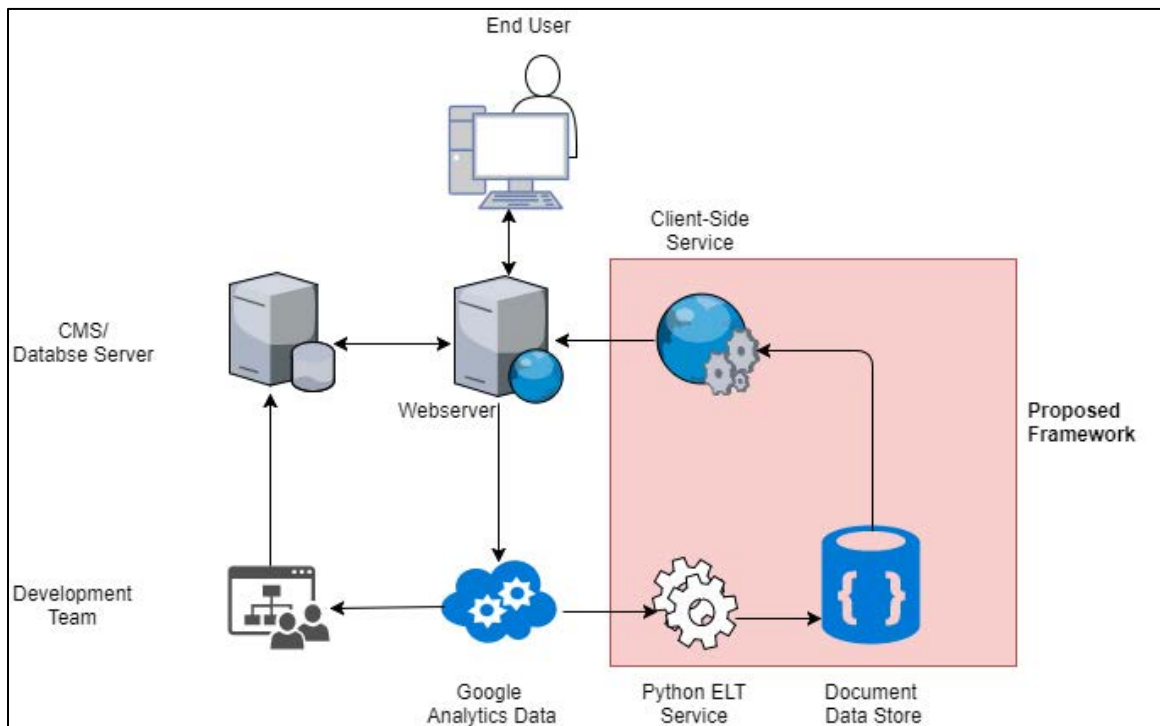 End User
Client-Side
Service
CMS/
Databse Server
Webserver
Proposed
Framework
{ }
Development
Team
Google
Analytics Data
Python ELT
Service
Document
Data Store